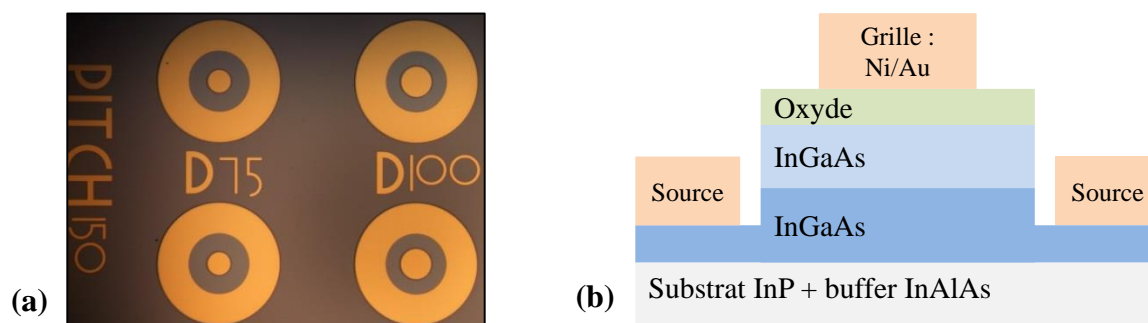 PITCH150
D75
D100
(a)
Grille :
Ni/Au
Oxyde
InGaAs
Source
Source
InGaAs
Substrat InP + buffer InAlAs
(b)